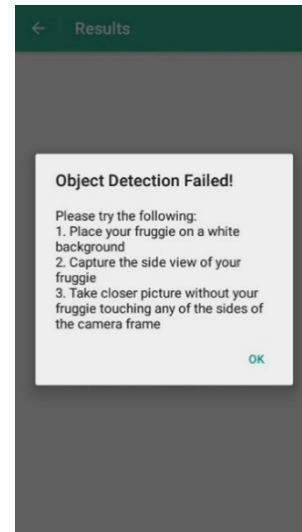 ← Results
Object Detection Failed!
Please try the following:
1. Place your fruggie on a white
background
2. Capture the side view of your
fruggie
3. Take closer picture without your
fruggie touching any of the sides of
the camera frame
OK